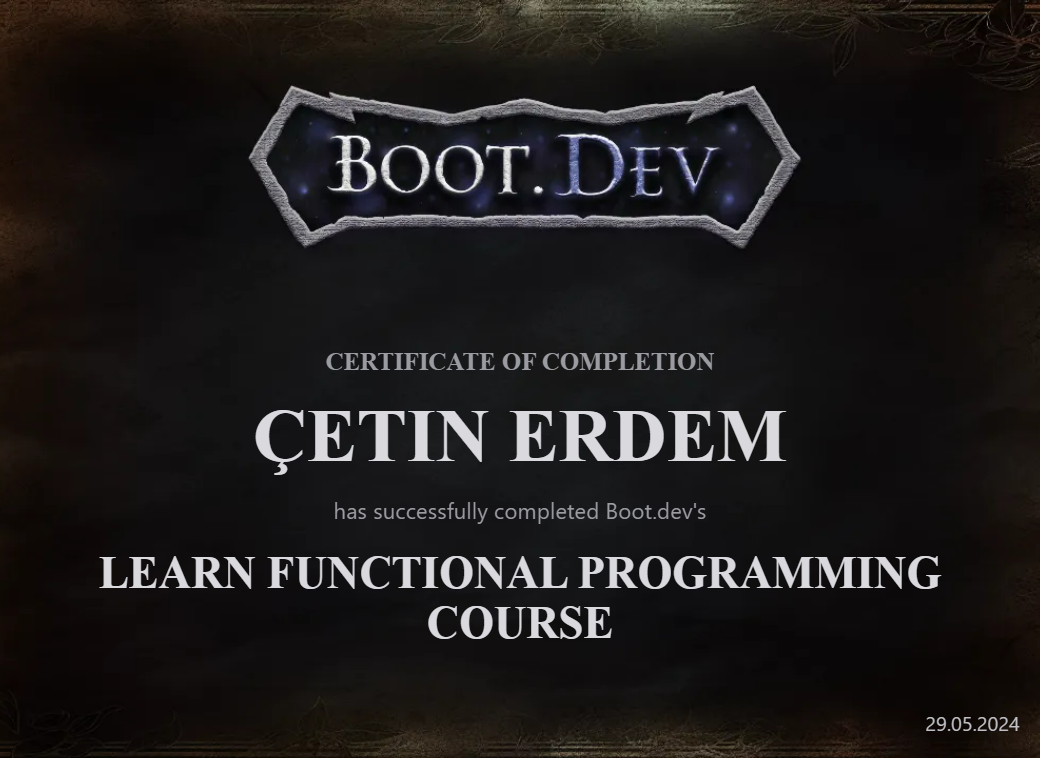 BOOT.DEV
CERTIFICATE OF COMPLETION
ÇETIN ERDEM
has successfully completed Boot.dev's
LEARN FUNCTIONAL PROGRAMMING
COURSE
29.05.2024